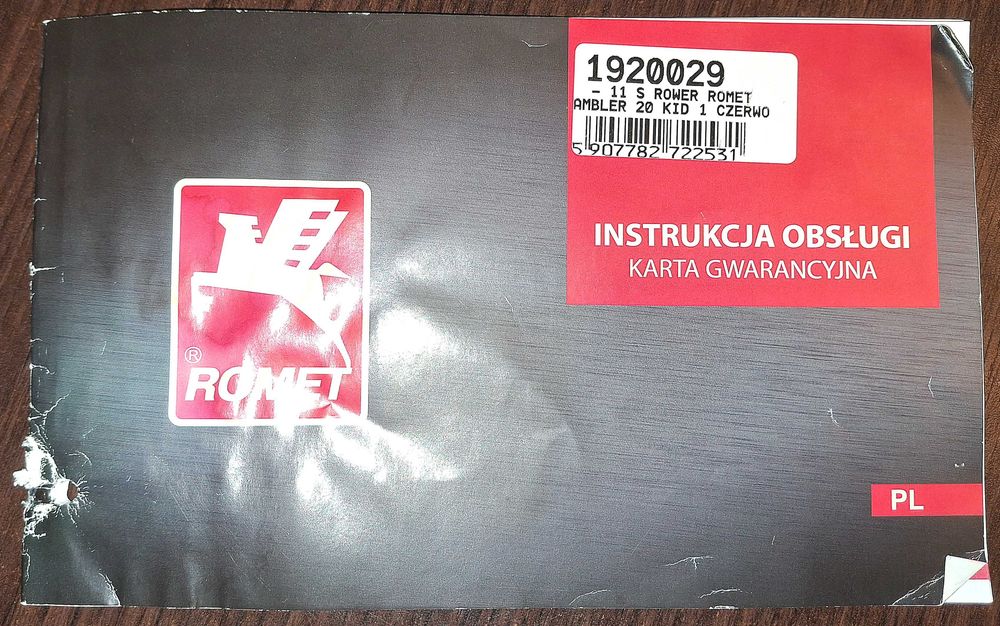 1920029
- 11 S ROWER ROMET
AMBLER 20 KID 1 CZERWO
5 907782 722531
INSTRUKCJA OBSŁUGI
KARTA GWARANCYJNA
®
ROMET
PL